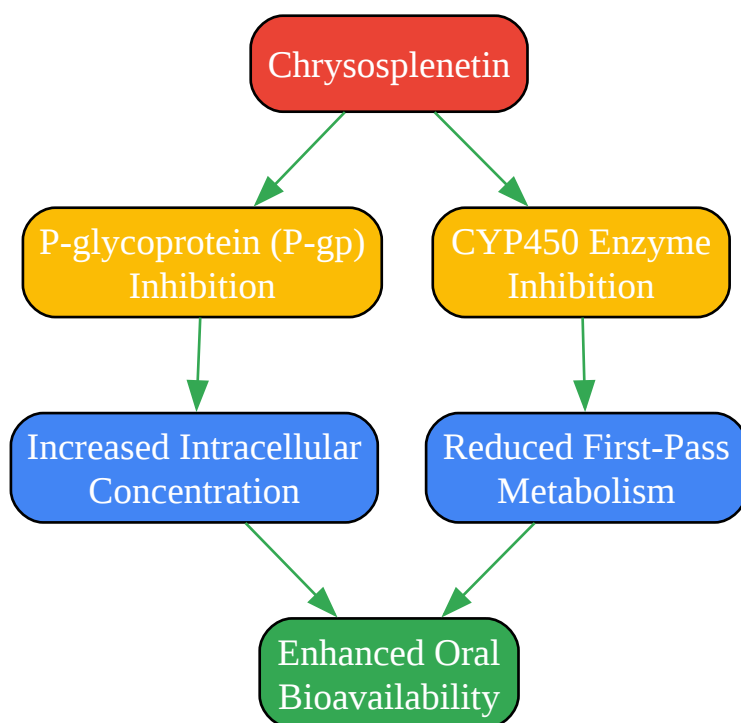 Chrysosplenetin
P-glycoprotein (P-gp)
Inhibition
CYP450 Enzyme
Inhibition
Increased Intracellular
Concentration
Reduced First-Pass
Metabolism
Enhanced Oral
Bioavailability